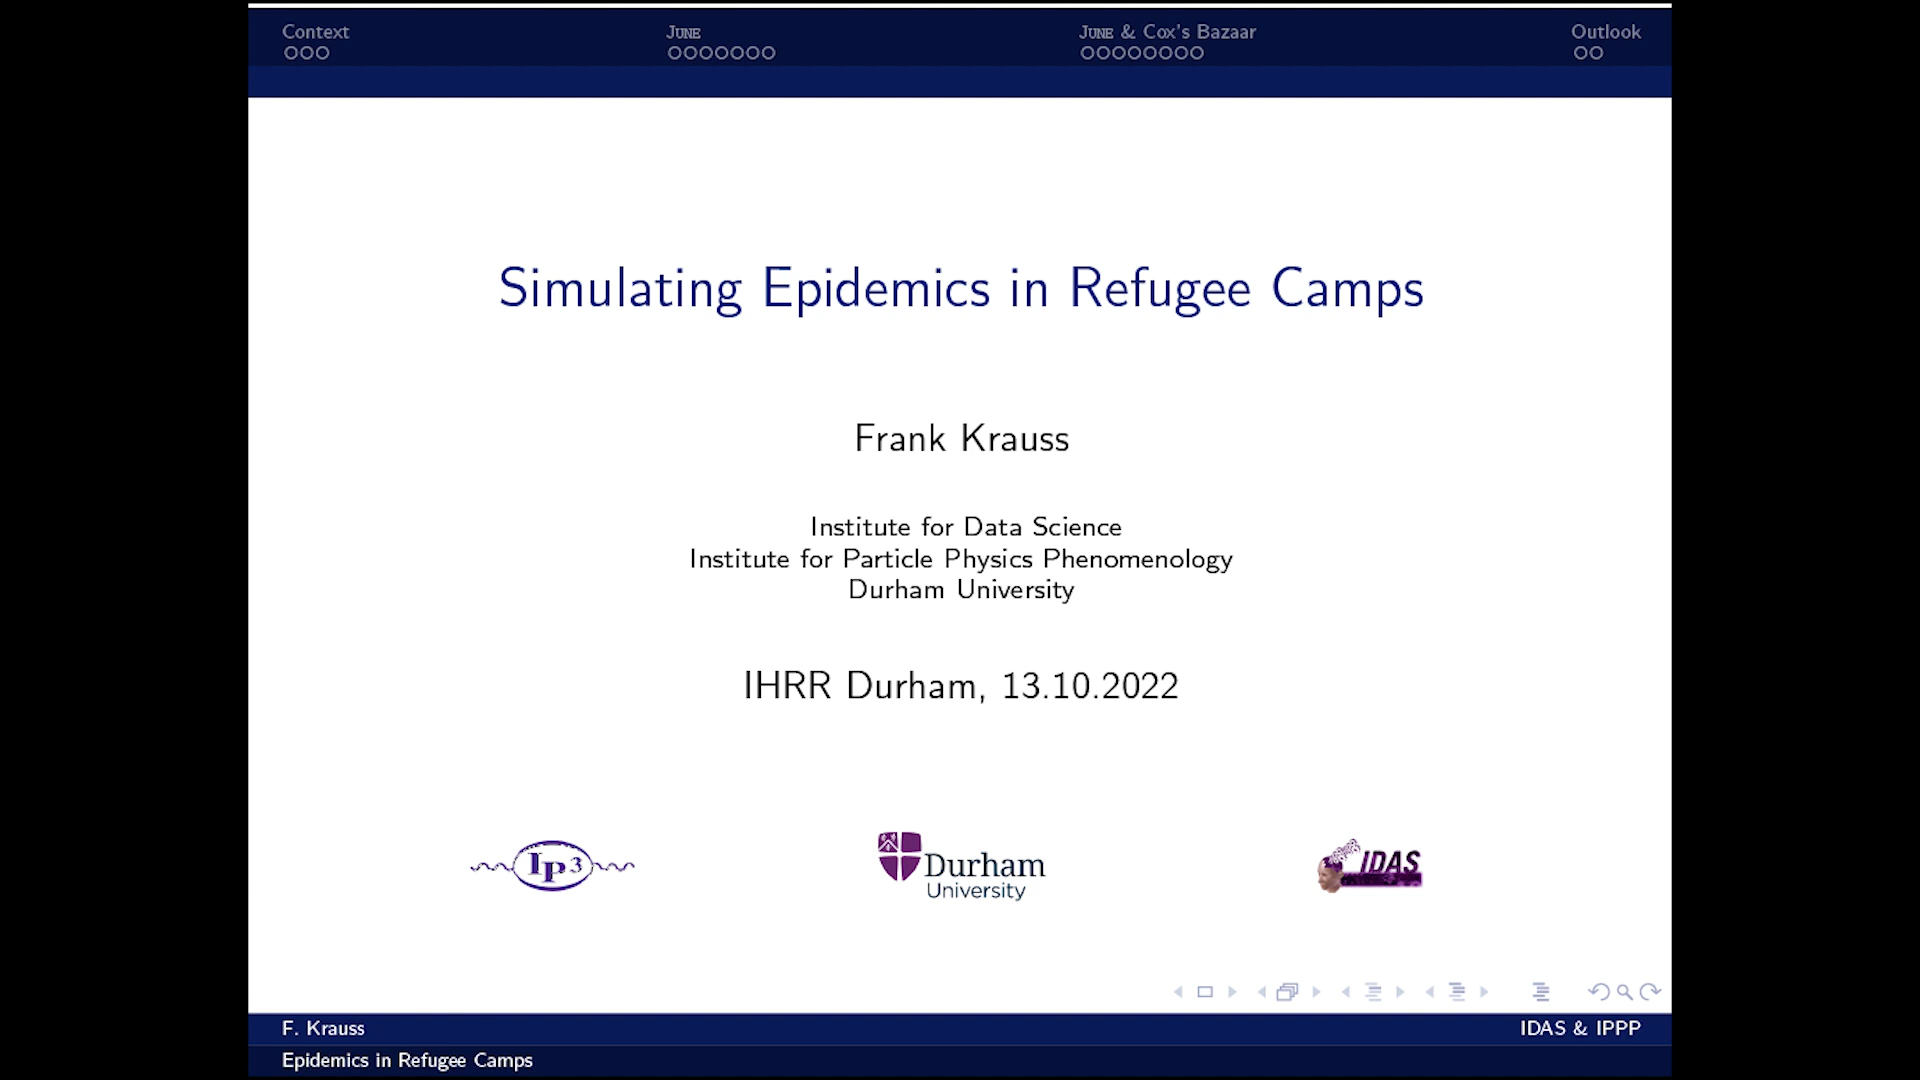 Context
June
June & Cox's Bazaar
Outlook
Simulating Epidemics in Refugee Camps
Frank Krauss
Institute for Data Science
Institute for Particle Physics Phenomenology
Durham University
IHRR Durham, 13.10.2022
Ip3
Durham
University
IDAS
F. Krauss
IDAS & IPPP
Epidemics in Refugee Camps